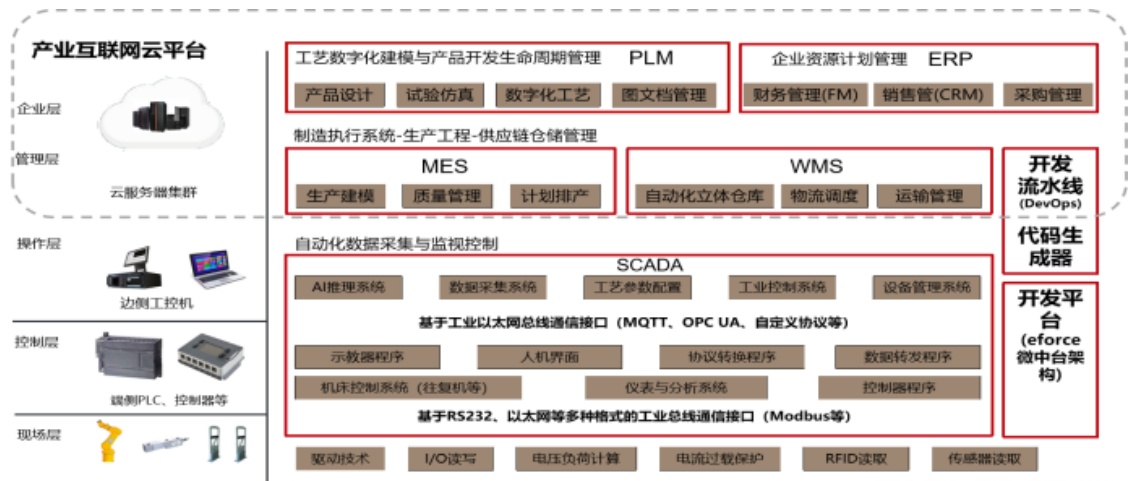 产业互联网云平台
企业层
管理层
云服务器集群
操作层
边侧工控机
控制层
端侧PLC、控制器等
现场层
工艺数字化建模与产品开发生命周期管理 PLM
产品设计 试验仿真 数字化工艺 图文档管理
企业资源计划管理 ERP
财务管理(FM) 销售管(CRM) 采购管理
制造执行系统-生产工程-供应链仓储管理
MES
生产建模 质量管理 计划排产
WMS
自动化立体仓库 物流调度 运输管理
开发
流水线
(DevOps)
代码生
成器
开发平
台
(eforce
微中台架
构)
自动化数据采集与监视控制
SCADA
AI推理系统 数据采集系统 工艺参数配置 工业控制系统 设备管理系统
基于工业以太网总线通信接口（MQTT、OPC UA、自定义协议等）
示教器程序 人机界面 协议转换程序 数据转发程序
机床控制系统（往复机等） 仪表与分析系统 控制器程序
基于RS232、以太网等多种格式的工业总线通信接口（Modbus等）
驱动技术 I/O读写 电压负荷计算 电流过载保护 RFID读取 传感器读取